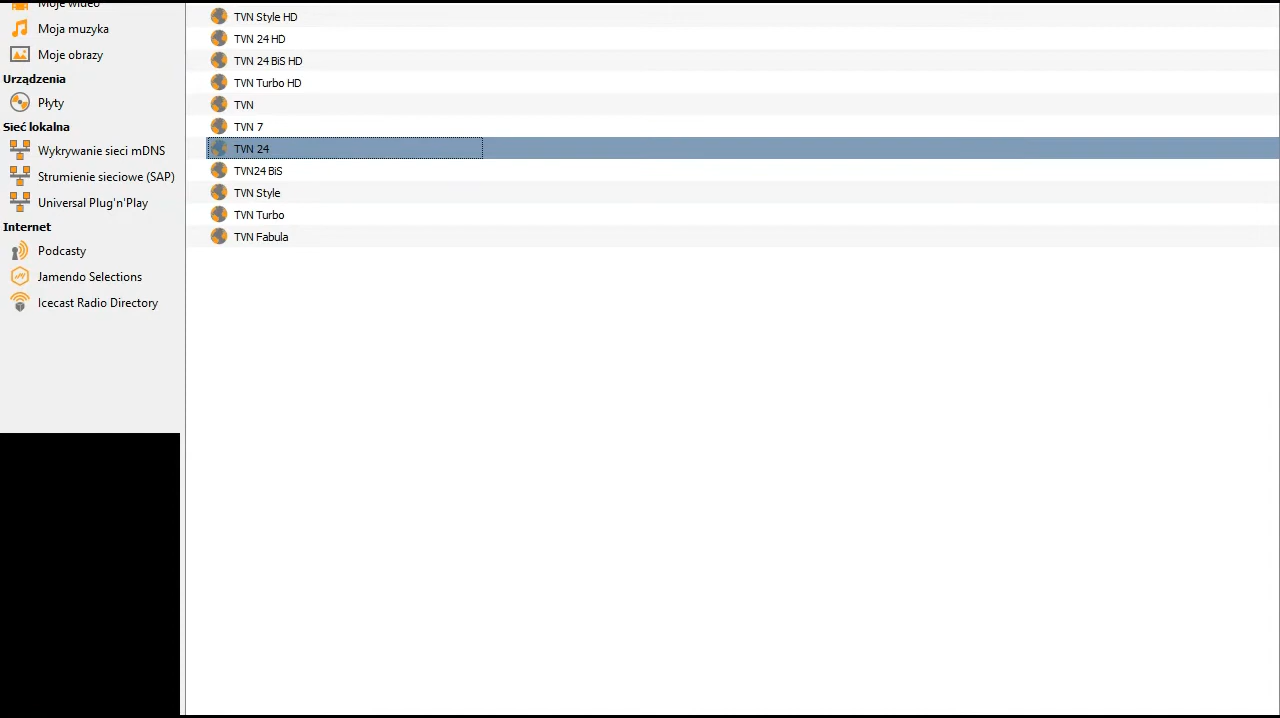 Moje wideo
Moja muzyka
Moje obrazy
Urządzenia
Płyty
Sieć lokalna
Wykrywanie sieci mDNS
Strumienie sieciowe (SAP)
Universal Plug'n'Play
Internet
Podcasty
Jamendo Selections
Icecast Radio Directory
TVN Style HD
TVN 24 HD
TVN 24 BiS HD
TVN Turbo HD
TVN
TVN 7
TVN 24
TVN24 BiS
TVN Style
TVN Turbo
TVN Fabula